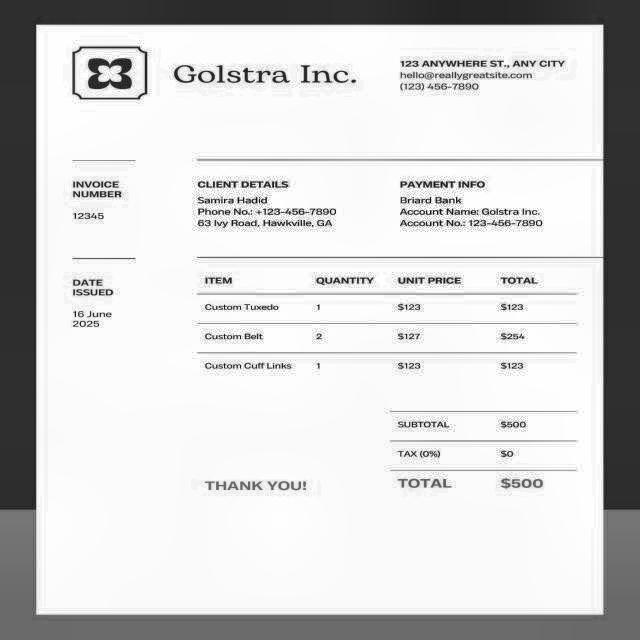 Golstra Inc.
123 ANYWHERE ST., ANY CITY
hello@reallygreatsite.com
(123) 456-7890
INVOICE
NUMBER
12345
CLIENT DETAILS
Samira Hadid
Phone No.: +123-456-7890
63 Ivy Road, Hawkville, GA
PAYMENT INFO
Briard Bank
Account Name: Golstra Inc.
Account No.: 123-456-7890
DATE
ISSUED
16 June
2025
ITEM QUANTITY UNIT PRICE TOTAL
Custom Tuxedo 1 $123 $123
Custom Belt 2 $127 $254
Custom Cuff Links 1 $123 $123
SUBTOTAL $500
TAX (0%) $0
THANK YOU! TOTAL $500